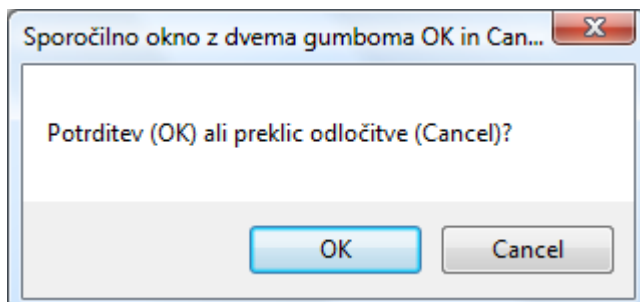 Sporočilno okno z dvema gumboma OK in Can...
Potrditev (OK) ali preklic odločitve (Cancel)?
OK
Cancel